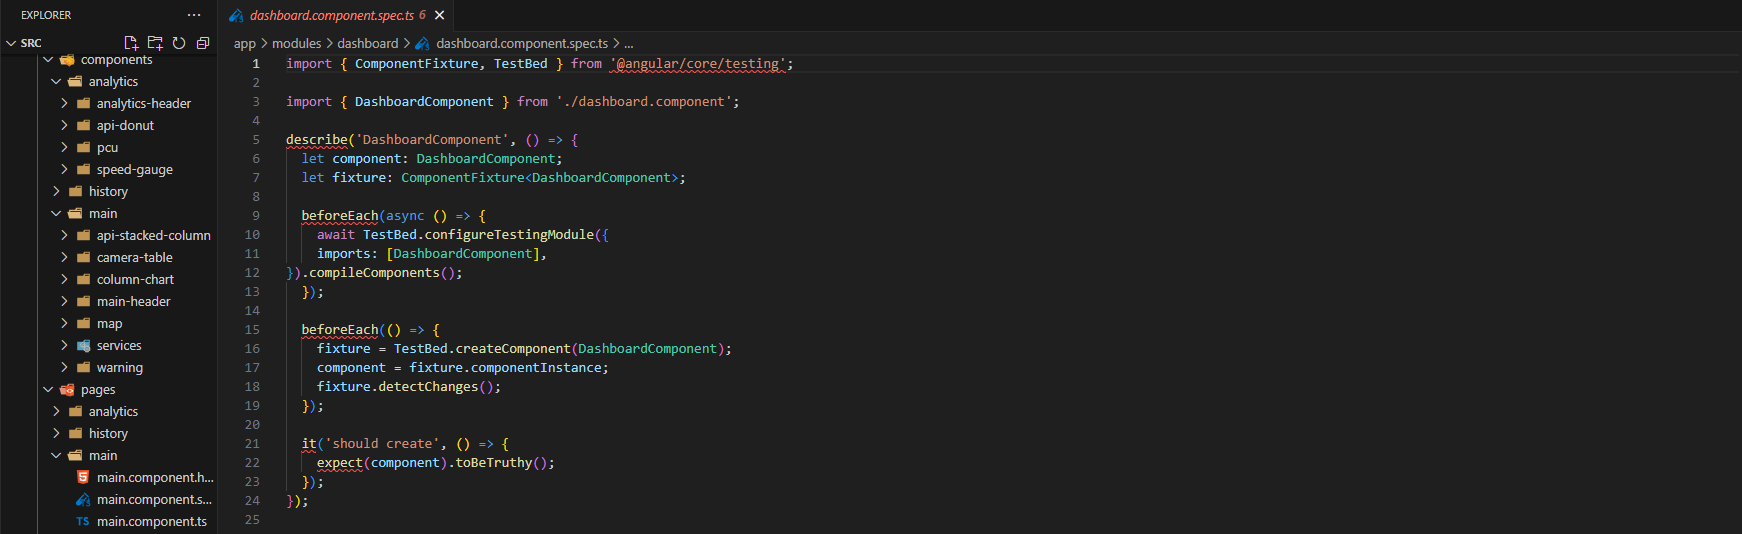 EXPLORER
SRC
components
analytics
analytics-header
api-donut
pcu
speed-gauge
history
main
api-stacked-column
camera-table
column-chart
main-header
map
services
warning
pages
analytics
history
main
main.component.h...
main.component.s...
TS main.component.ts
dashboard.component.spec.ts 6
app > modules > dashboard > dashboard.component.spec.ts > ...
1 import { ComponentFixture, TestBed } from '@angular/core/testing';
2
3 import { DashboardComponent } from './dashboard.component';
4
5 describe('DashboardComponent', () => {
6   let component: DashboardComponent;
7   let fixture: ComponentFixture<DashboardComponent>;
8
9   beforeEach(async () => {
10     await TestBed.configureTestingModule({
11     imports: [DashboardComponent],
12 }).compileComponents();
13   });
14
15   beforeEach(() => {
16     fixture = TestBed.createComponent(DashboardComponent);
17     component = fixture.componentInstance;
18     fixture.detectChanges();
19   });
20
21   it('should create', () => {
22     expect(component).toBeTruthy();
23   });
24 });
25